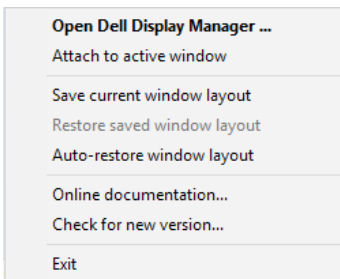 Open Dell Display Manager ...
Attach to active window
Save current window layout
Restore saved window layout
Auto-restore window layout
Online documentation...
Check for new version...
Exit